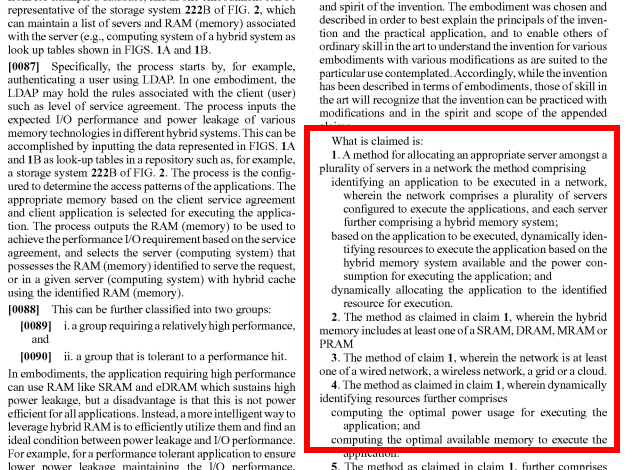 representative of the storage system 222B of FIG. 2, which
can maintain a list of severs and RAM (memory) associated
with the server (e.g., computing system of a hybrid system as
look up tables shown in FIGS. 1A and 1B.
[0087] Specifically, the process starts by, for example,
authenticating a user using LDAP. In one embodiment, the
LDAP may hold the rules associated with the client (user)
such as level of service agreement. The process inputs the
expected I/O performance and power leakage of various
memory technologies in different hybrid systems. This can be
accomplished by inputting the data represented in FIGS. 1A
and 1B as look-up tables in a repository such as, for example,
a storage system 222B of FIG. 2. The process is the config-
ured to determine the access patterns of the applications. The
appropriate memory based on the client service agreement
and client application is selected for executing the applica-
tion. The process outputs the RAM (memory) to be used to
achieve the performance I/O requirement based on the service
agreement, and selects the server (computing system) that
possesses the RAM (memory) identified to serve the request,
or in a given server (computing system) with hybrid cache
using the identified RAM (memory).
[0088] This can be further classified into two groups:
[0089] i. a group requiring a relatively high performance,
and
[0090] ii. a group that is tolerant to a performance hit.
In embodiments, the application requiring high performance
can use RAM like SRAM and eDRAM which sustains high
power leakage, but a disadvantage is that this is not power
efficient for all applications. Instead, a more intelligent way to
leverage hybrid RAM is to efficiently utilize them and find an
ideal condition between power leakage and I/O performance.
For example, for a performance tolerant application to ensure
lower power leakage maintaining the I/O performance,
and spirit of the invention. The embodiment was chosen and
described in order to best explain the principals of the inven-
tion and the practical application, and to enable others of
ordinary skill in the art to understand the invention for various
embodiments with various modifications as are suited to the
particular use contemplated. Accordingly, while the invention
has been described in terms of embodiments, those of skill in
the art will recognize that the invention can be practiced with
modifications and in the spirit and scope of the appended
What is claimed is:
1. A method for allocating an appropriate server amongst a
plurality of servers in a network the method comprising
identifying an application to be executed in a network,
wherein the network comprises a plurality of servers
configured to execute the applications, and each server
further comprising a hybrid memory system;
based on the application to be executed, dynamically iden-
tifying resources to execute the application based on the
hybrid memory system available and the power con-
sumption for executing the application; and
dynamically allocating the application to the identified
resource for execution.
2. The method as claimed in claim 1, wherein the hybrid
memory includes at least one of a SRAM, DRAM, MRAM or
PRAM
3. The method of claim 1, wherein the network is at least
one of a wired network, a wireless network, a grid or a cloud.
4. The method as claimed in claim 1, wherein dynamically
identifying resources further comprises
computing the optimal power usage for executing the
application; and
computing the optimal available memory to execute the
application.
5. The method as claimed in claim 1, further comprises